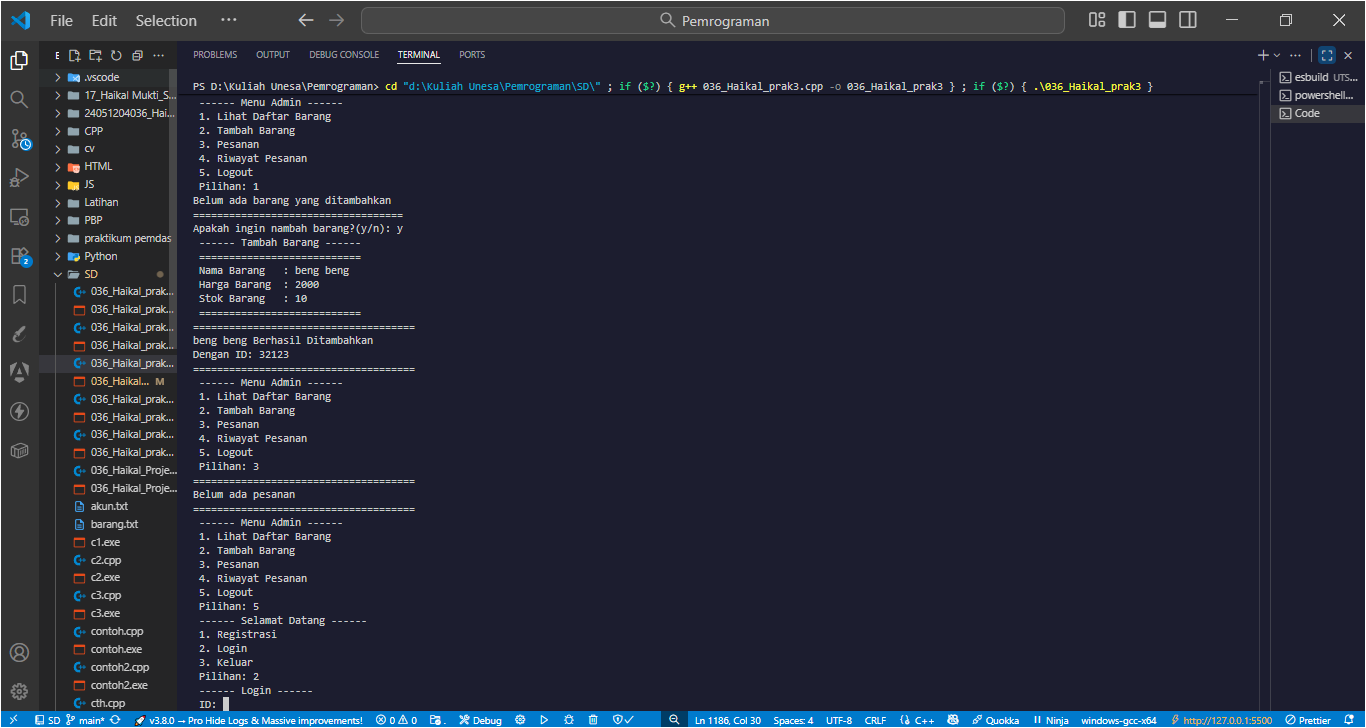 File Edit Selection ··· Pemrograman
PROBLEMS OUTPUT DEBUG CONSOLE TERMINAL PORTS
E
.vscode
17_Haikal Mukti_S...
24051204036_Hai...
CPP
cv
HTML
JS
Latihan
PBP
praktikum pemdas
Python
SD
036_Haikal_prak...
036_Haikal_prak...
036_Haikal_prak...
036_Haikal_prak...
036_Haikal_prak...
036_Haikal... M
036_Haikal_prak...
036_Haikal_prak...
036_Haikal_prak...
036_Haikal_prak...
036_Haikal_Proje...
036_Haikal_Proje...
akun.txt
barang.txt
c1.exe
c2.cpp
c2.exe
c3.cpp
c3.exe
contoh.cpp
contoh.exe
contoh2.cpp
contoh2.exe
cth.cpp
2
PS D:\Kuliah Unesa\Pemrograman> cd "d:\Kuliah Unesa\Pemrograman\SD\" ; if ($?) { g++ 036_Haikal_prak3.cpp -o 036_Haikal_prak3 } ; if ($?) { .\036_Haikal_prak3 }
------ Menu Admin ------
1. Lihat Daftar Barang
2. Tambah Barang
3. Pesanan
4. Riwayat Pesanan
5. Logout
Pilihan: 1
Belum ada barang yang ditambahkan
===================================
Apakah ingin nambah barang?(y/n): y
------ Tambah Barang ------
===========================
Nama Barang   : beng beng
Harga Barang  : 2000
Stok Barang   : 10
===========================
=====================================
beng beng Berhasil Ditambahkan
Dengan ID: 32123
=====================================
------ Menu Admin ------
1. Lihat Daftar Barang
2. Tambah Barang
3. Pesanan
4. Riwayat Pesanan
5. Logout
Pilihan: 3
=====================================
Belum ada pesanan
=====================================
------ Menu Admin ------
1. Lihat Daftar Barang
2. Tambah Barang
3. Pesanan
4. Riwayat Pesanan
5. Logout
Pilihan: 5
------ Selamat Datang ------
1. Registrasi
2. Login
3. Keluar
Pilihan: 2
------ Login ------
ID:
esbuild UTS...
powershell...
Code
SD main* v3.8.0 → Pro Hide Logs & Massive improvements! 0 0 Debug Ln 1186, Col 30 Spaces: 4 UTF-8 CRLF C++ Quokka Ninja windows-gcc-x64 http://127.0.0.1:5500 Prettier